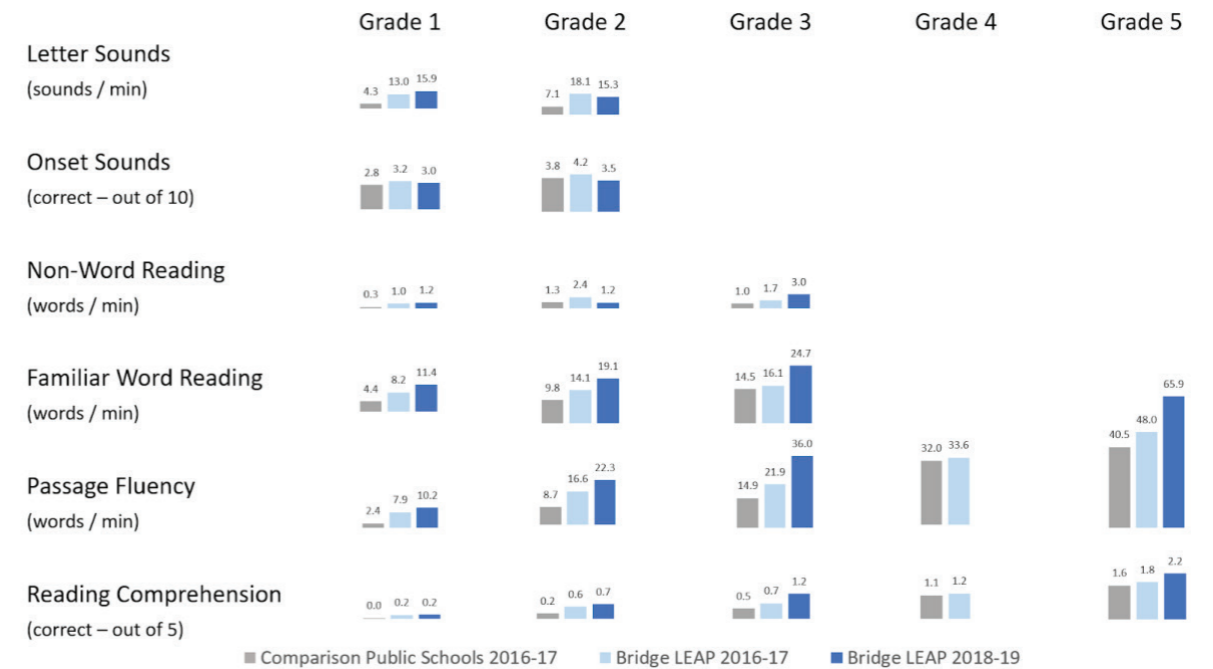 Grade 1 Grade 2 Grade 3 Grade 4 Grade 5
Letter Sounds
(sounds / min)
4.3 13.0 15.9 7.1 18.1 15.3
Onset Sounds
(correct – out of 10)
2.8 3.2 3.0 3.8 4.2 3.5
Non-Word Reading
(words / min)
0.3 1.0 1.2 1.3 2.4 1.2 1.0 1.7 3.0
Familiar Word Reading
(words / min)
4.4 8.2 11.4 9.8 14.1 19.1 14.5 16.1 24.7
Passage Fluency
(words / min)
2.4 7.9 10.2 8.7 16.6 22.3 14.9 21.9 36.0 32.0 33.6 40.5 48.0 65.9
Reading Comprehension
(correct – out of 5)
0.0 0.2 0.2 0.2 0.6 0.7 0.5 0.7 1.2 1.1 1.2 1.6 1.8 2.2
Comparison Public Schools 2016-17 Bridge LEAP 2016-17 Bridge LEAP 2018-19